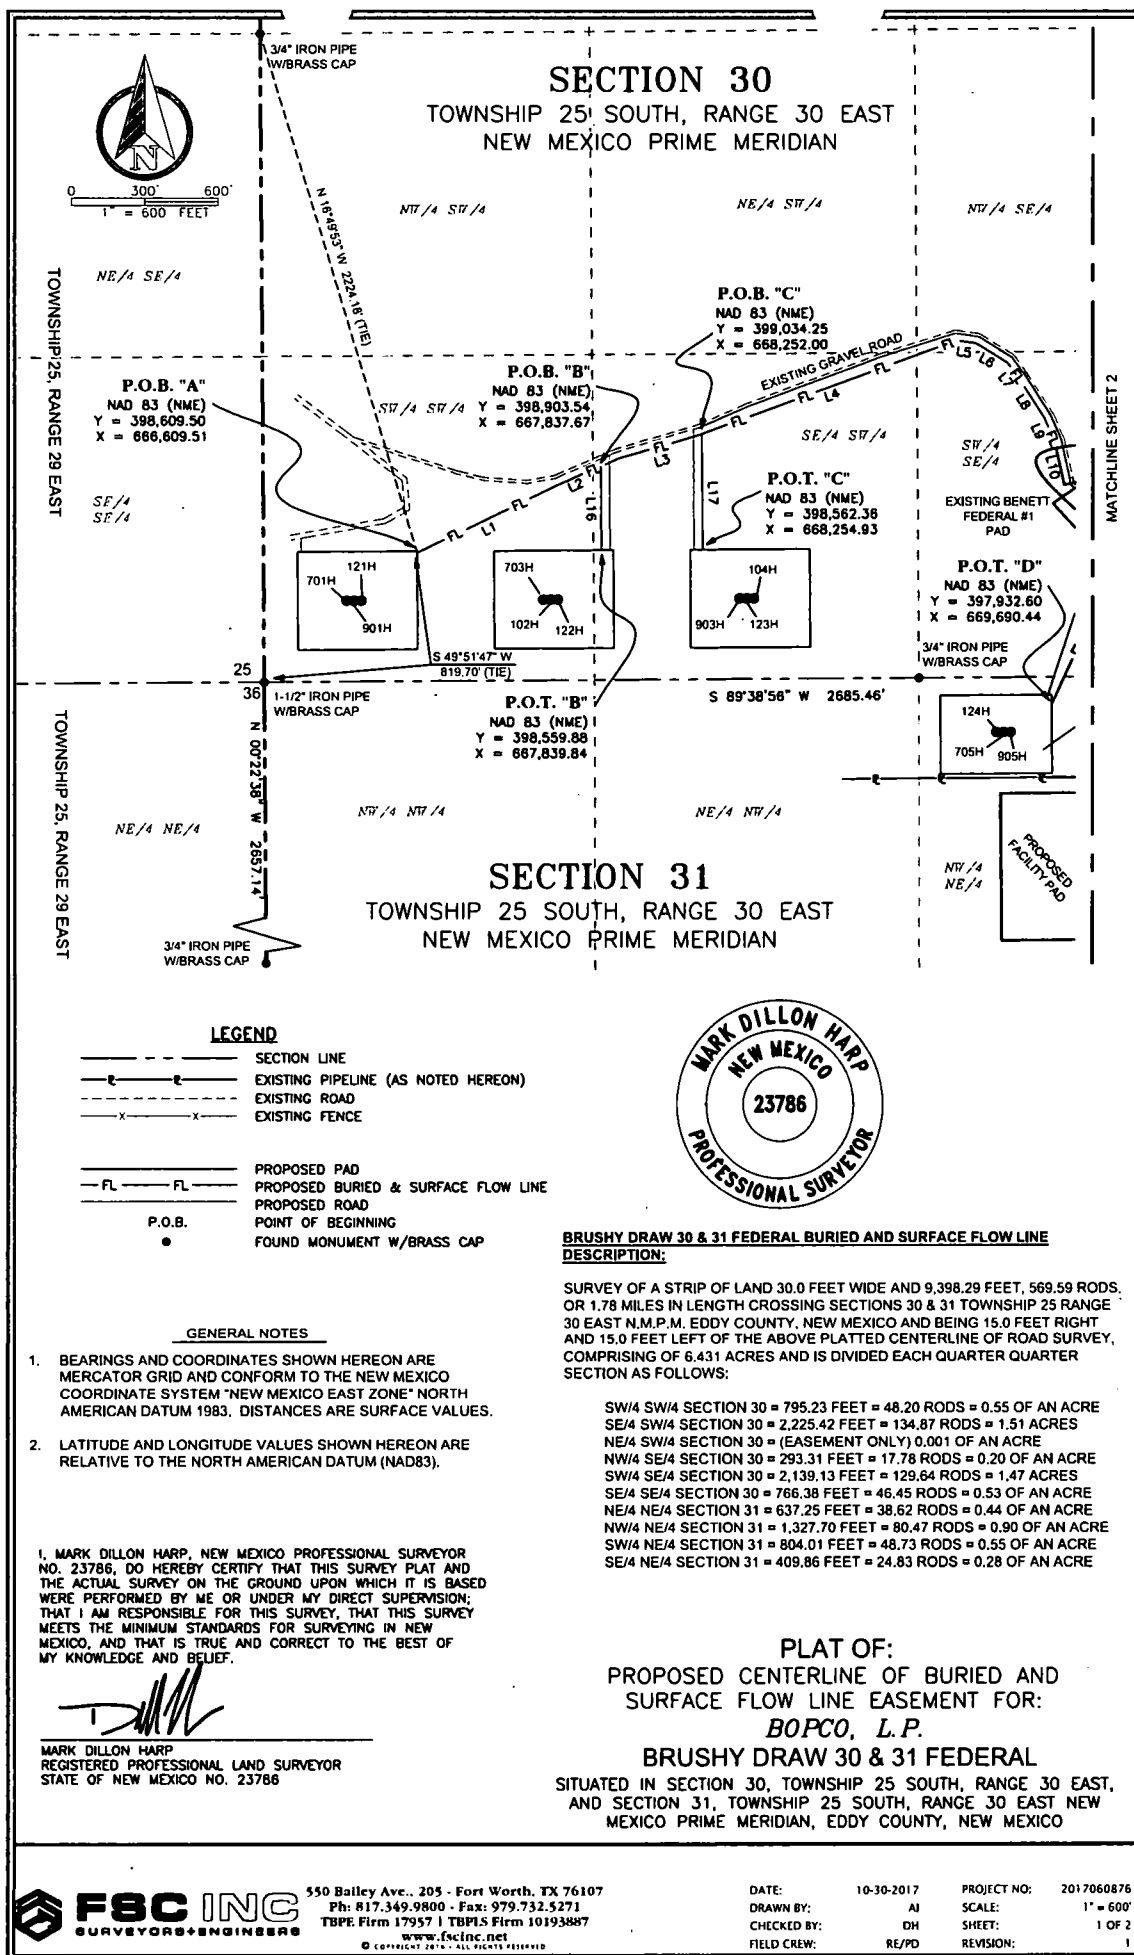 3/4" IRON PIPE
W/BRASS CAP
SECTION 30
TOWNSHIP 25 SOUTH, RANGE 30 EAST
NEW MEXICO PRIME MERIDIAN
N
0 300' 600'
1" = 600 FEET
N 16°49'53" W 2224.18' (TIE)
NW/4 SW/4
NE/4 SW/4
NW/4 SE/4
NE/4 SE/4
TOWNSHIP 25, RANGE 29 EAST
P.O.B. "C"
NAD 83 (NME)
Y = 399,034.25
X = 668,252.00
EXISTING GRAVEL ROAD
P.O.B. "A"
NAD 83 (NME)
Y = 398,609.50
X = 666,609.51
P.O.B. "B"
NAD 83 (NME)
Y = 398,903.54
X = 667,837.67
SW/4 SW/4
SE/4 SW/4
SW/4
SE/4
SE/4
SE/4
FL L1 FL L2 FL L3 FL FL L4 FL FL L5 L6 FL L7 L8 L9 FL L10
L16
L17
MATCHLINE SHEET 2
EXISTING BENETT
FEDERAL #1
PAD
P.O.T. "C"
NAD 83 (NME)
Y = 398,562.36
X = 668,254.93
P.O.T. "D"
NAD 83 (NME)
Y = 397,932.60
X = 669,690.44
701H
121H
901H
703H
102H
122H
104H
903H
123H
3/4" IRON PIPE
W/BRASS CAP
S 49°51'47" W
819.70' (TIE)
25
36
1-1/2" IRON PIPE
W/BRASS CAP
P.O.T. "B"
NAD 83 (NME)
Y = 398,559.88
X = 667,839.84
S 89°38'56" W 2685.46'
124H
705H
905H
TOWNSHIP 25, RANGE 29 EAST
N 00°22'38" W 2657.14'
NE/4 NE/4
NW/4 NW/4
NE/4 NW/4
NW/4
NE/4
PROPOSED
FACILITY PAD
SECTION 31
TOWNSHIP 25 SOUTH, RANGE 30 EAST
NEW MEXICO PRIME MERIDIAN
3/4" IRON PIPE
W/BRASS CAP
LEGEND
SECTION LINE
EXISTING PIPELINE (AS NOTED HEREON)
EXISTING ROAD
x x EXISTING FENCE
PROPOSED PAD
FL FL PROPOSED BURIED & SURFACE FLOW LINE
PROPOSED ROAD
P.O.B. POINT OF BEGINNING
FOUND MONUMENT W/BRASS CAP
MARK DILLON HARP
NEW MEXICO
23786
PROFESSIONAL SURVEYOR
BRUSHY DRAW 30 & 31 FEDERAL BURIED AND SURFACE FLOW LINE
DESCRIPTION:
SURVEY OF A STRIP OF LAND 30.0 FEET WIDE AND 9,398.29 FEET, 569.59 RODS,
OR 1.78 MILES IN LENGTH CROSSING SECTIONS 30 & 31 TOWNSHIP 25 RANGE
30 EAST N.M.P.M. EDDY COUNTY, NEW MEXICO AND BEING 15.0 FEET RIGHT
AND 15.0 FEET LEFT OF THE ABOVE PLATTED CENTERLINE OF ROAD SURVEY,
COMPRISING OF 6.431 ACRES AND IS DIVIDED EACH QUARTER QUARTER
SECTION AS FOLLOWS:
SW/4 SW/4 SECTION 30 = 795.23 FEET = 48.20 RODS = 0.55 OF AN ACRE
SE/4 SW/4 SECTION 30 = 2,225.42 FEET = 134.87 RODS = 1.51 ACRES
NE/4 SW/4 SECTION 30 = (EASEMENT ONLY) 0.001 OF AN ACRE
NW/4 SE/4 SECTION 30 = 293.31 FEET = 17.78 RODS = 0.20 OF AN ACRE
SW/4 SE/4 SECTION 30 = 2,139.13 FEET = 129.64 RODS = 1.47 ACRES
SE/4 SE/4 SECTION 30 = 766.38 FEET = 46.45 RODS = 0.53 OF AN ACRE
NE/4 NE/4 SECTION 31 = 637.25 FEET = 38.62 RODS = 0.44 OF AN ACRE
NW/4 NE/4 SECTION 31 = 1,327.70 FEET = 80.47 RODS = 0.90 OF AN ACRE
SW/4 NE/4 SECTION 31 = 804.01 FEET = 48.73 RODS = 0.55 OF AN ACRE
SE/4 NE/4 SECTION 31 = 409.86 FEET = 24.83 RODS = 0.28 OF AN ACRE
GENERAL NOTES
1. BEARINGS AND COORDINATES SHOWN HEREON ARE
MERCATOR GRID AND CONFORM TO THE NEW MEXICO
COORDINATE SYSTEM "NEW MEXICO EAST ZONE" NORTH
AMERICAN DATUM 1983. DISTANCES ARE SURFACE VALUES.
2. LATITUDE AND LONGITUDE VALUES SHOWN HEREON ARE
RELATIVE TO THE NORTH AMERICAN DATUM (NAD83).
I, MARK DILLON HARP, NEW MEXICO PROFESSIONAL SURVEYOR
NO. 23786, DO HEREBY CERTIFY THAT THIS SURVEY PLAT AND
THE ACTUAL SURVEY ON THE GROUND UPON WHICH IT IS BASED
WERE PERFORMED BY ME OR UNDER MY DIRECT SUPERVISION;
THAT I AM RESPONSIBLE FOR THIS SURVEY, THAT THIS SURVEY
MEETS THE MINIMUM STANDARDS FOR SURVEYING IN NEW
MEXICO, AND THAT IS TRUE AND CORRECT TO THE BEST OF
MY KNOWLEDGE AND BELIEF.
MARK DILLON HARP
REGISTERED PROFESSIONAL LAND SURVEYOR
STATE OF NEW MEXICO NO. 23786
PLAT OF:
PROPOSED CENTERLINE OF BURIED AND
SURFACE FLOW LINE EASEMENT FOR:
BOPCO, L.P.
BRUSHY DRAW 30 & 31 FEDERAL
SITUATED IN SECTION 30, TOWNSHIP 25 SOUTH, RANGE 30 EAST,
AND SECTION 31, TOWNSHIP 25 SOUTH, RANGE 30 EAST NEW
MEXICO PRIME MERIDIAN, EDDY COUNTY, NEW MEXICO
FSC INC
SURVEYORS+ENGINEERS
550 Bailey Ave., 205 - Fort Worth, TX 76107
Ph: 817.349.9800 - Fax: 979.732.5271
TBPE Firm 17957 | TBPLS Firm 10193887
www.fscinc.net
© COPYRIGHT 2016 - ALL RIGHTS RESERVED
DATE: 10-30-2017 PROJECT NO: 2017060876
DRAWN BY: AI SCALE: 1" = 600'
CHECKED BY: DH SHEET: 1 OF 2
FIELD CREW: RE/PD REVISION: 1